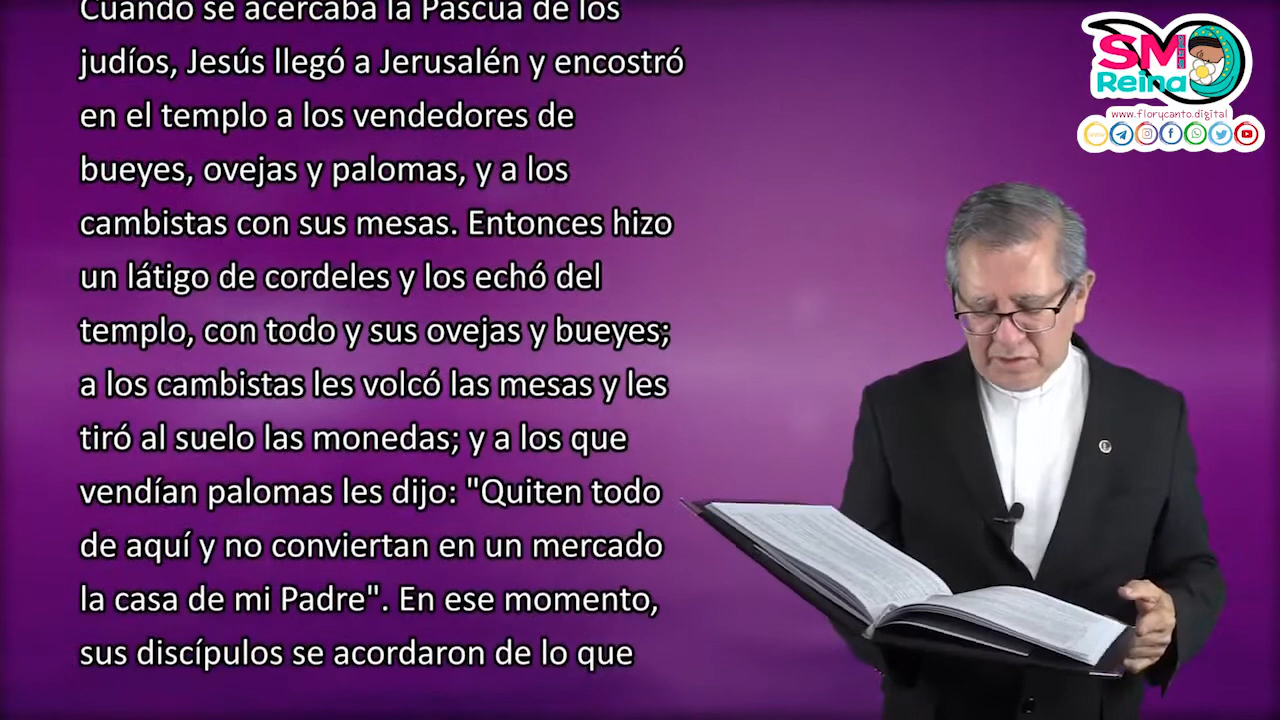 Cuando se acercaba la Pascua de los
judíos, Jesús llegó a Jerusalén y encostró
en el templo a los vendedores de
bueyes, ovejas y palomas, y a los
cambistas con sus mesas. Entonces hizo
un látigo de cordeles y los echó del
templo, con todo y sus ovejas y bueyes;
a los cambistas les volcó las mesas y les
tiró al suelo las monedas; y a los que
vendían palomas les dijo: "Quiten todo
de aquí y no conviertan en un mercado
la casa de mi Padre". En ese momento,
sus discípulos se acordaron de lo que
SM
Reina
www.florycanto.digital